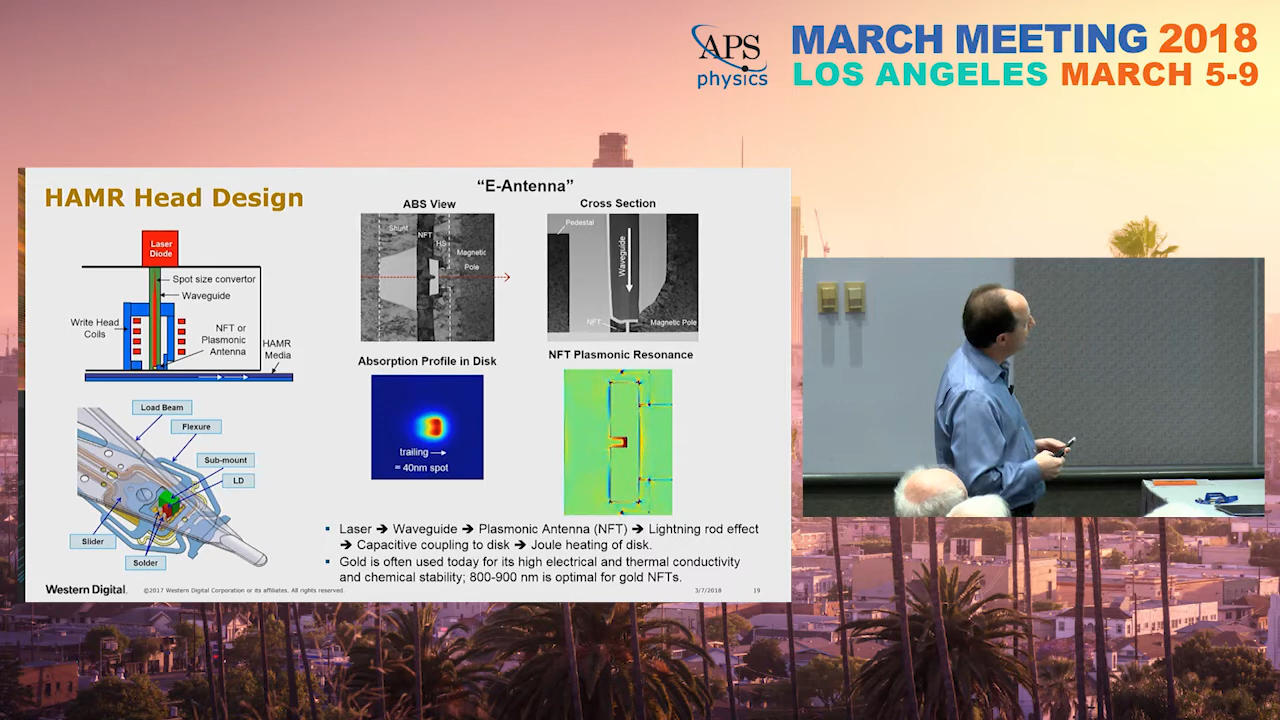 APS
physics
MARCH MEETING 2018
LOS ANGELES MARCH 5-9
HAMR Head Design
Laser
Diode
Spot size convertor
Waveguide
Write Head
Coils
NFT or
Plasmonic
Antenna
HAMR
Media
Load Beam
Flexure
Sub-mount
LD
Slider
Solder
“E-Antenna”
ABS View
Shunt
NFT
HS
Magnetic
Pole
Cross Section
Pedestal
Waveguide
NFT
Magnetic Pole
Absorption Profile in Disk
trailing →
≈ 40nm spot
NFT Plasmonic Resonance
▪ Laser ➔ Waveguide ➔ Plasmonic Antenna (NFT) ➔ Lightning rod effect
➔ Capacitive coupling to disk ➔ Joule heating of disk.
▪ Gold is often used today for its high electrical and thermal conductivity
and chemical stability; 800-900 nm is optimal for gold NFTs.
Western Digital.
©2017 Western Digital Corporation or its affiliates. All rights reserved.
3/7/2018
19